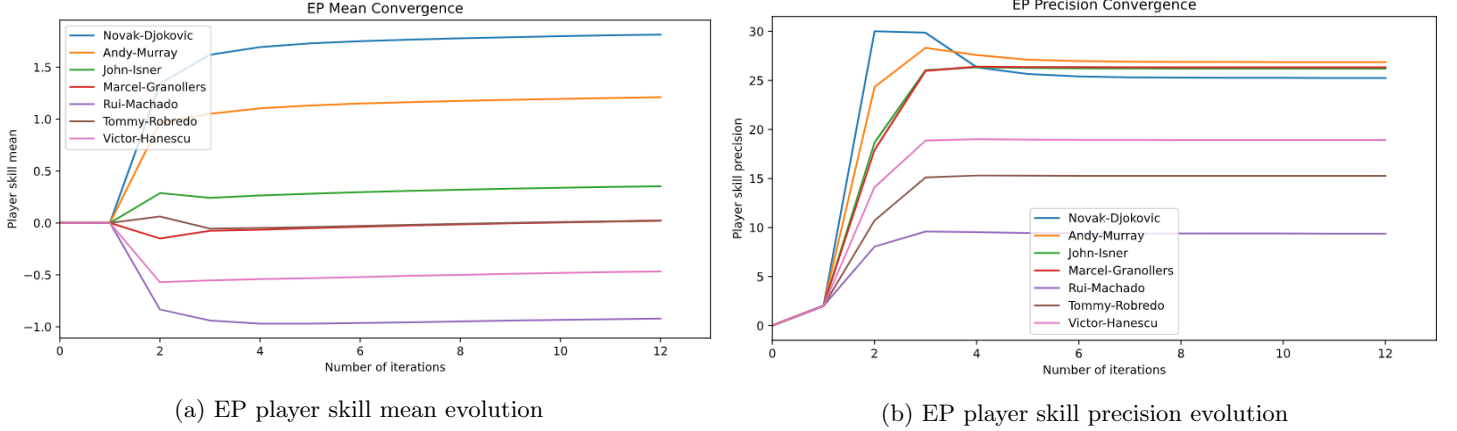 EP Mean Convergence
Player skill mean
1.5
1.0
0.5
0.0
−0.5
−1.0
Novak-Djokovic
Andy-Murray
John-Isner
Marcel-Granollers
Rui-Machado
Tommy-Robredo
Victor-Hanescu
0 2 4 6 8 10 12
Number of iterations
(a) EP player skill mean evolution
EP Precision Convergence
Player skill precision
30
25
20
15
10
5
0
Novak-Djokovic
Andy-Murray
John-Isner
Marcel-Granollers
Rui-Machado
Tommy-Robredo
Victor-Hanescu
0 2 4 6 8 10 12
Number of iterations
(b) EP player skill precision evolution